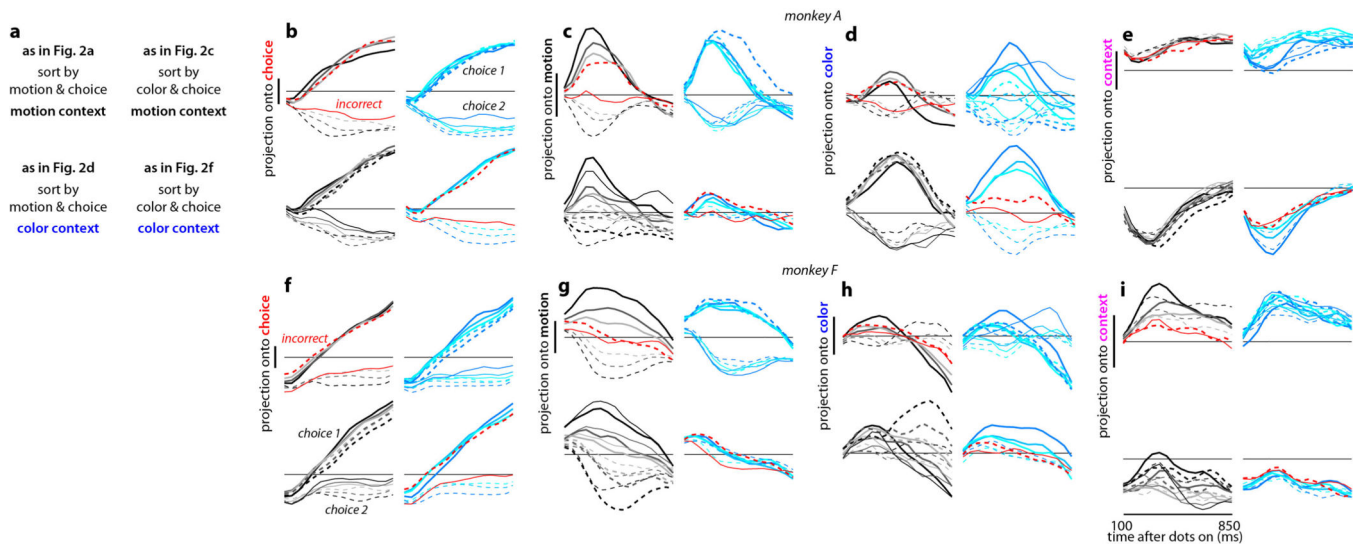 monkey A
a
as in Fig. 2a
sort by
motion & choice
motion context
as in Fig. 2c
sort by
color & choice
motion context
as in Fig. 2d
sort by
motion & choice
color context
as in Fig. 2f
sort by
color & choice
color context
b
projection onto choice
incorrect
choice 1
choice 2
c
projection onto motion
d
projection onto color
e
projection onto context
monkey F
f
projection onto choice
incorrect
choice 1
choice 2
g
projection onto motion
h
projection onto color
i
projection onto context
100
850
time after dots on (ms)